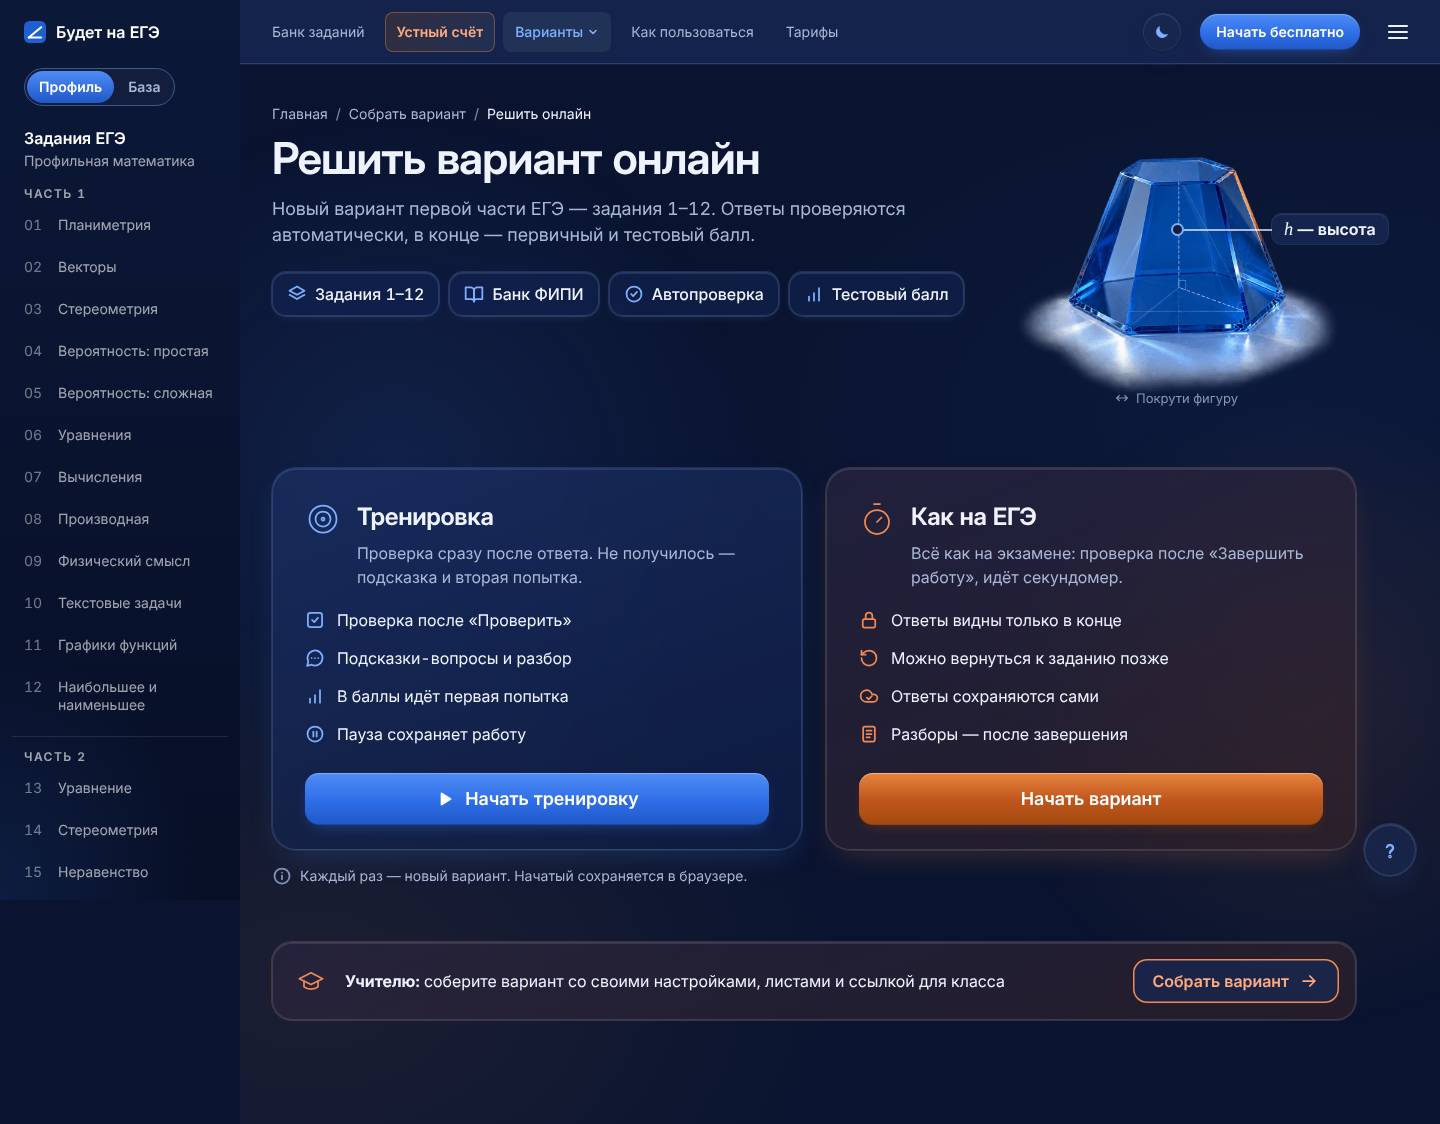 Будет на ЕГЭ
Банк заданий
Устный счёт
Варианты
Как пользоваться
Тарифы
Начать бесплатно
Профиль
База
Задания ЕГЭ
Профильная математика
ЧАСТЬ 1
01 Планиметрия
02 Векторы
03 Стереометрия
04 Вероятность: простая
05 Вероятность: сложная
06 Уравнения
07 Вычисления
08 Производная
09 Физический смысл
10 Текстовые задачи
11 Графики функций
12 Наибольшее и
наименьшее
ЧАСТЬ 2
13 Уравнение
14 Стереометрия
15 Неравенство
Главная / Собрать вариант / Решить онлайн
Решить вариант онлайн
Новый вариант первой части ЕГЭ — задания 1–12. Ответы проверяются
автоматически, в конце — первичный и тестовый балл.
Задания 1–12
Банк ФИПИ
Автопроверка
Тестовый балл
h — высота
Покрути фигуру
Тренировка
Проверка сразу после ответа. Не получилось —
подсказка и вторая попытка.
Проверка после «Проверить»
Подсказки-вопросы и разбор
В баллы идёт первая попытка
Пауза сохраняет работу
Начать тренировку
Как на ЕГЭ
Всё как на экзамене: проверка после «Завершить
работу», идёт секундомер.
Ответы видны только в конце
Можно вернуться к заданию позже
Ответы сохраняются сами
Разборы — после завершения
Начать вариант
?
Каждый раз — новый вариант. Начатый сохраняется в браузере.
Учителю: соберите вариант со своими настройками, листами и ссылкой для класса
Собрать вариант →